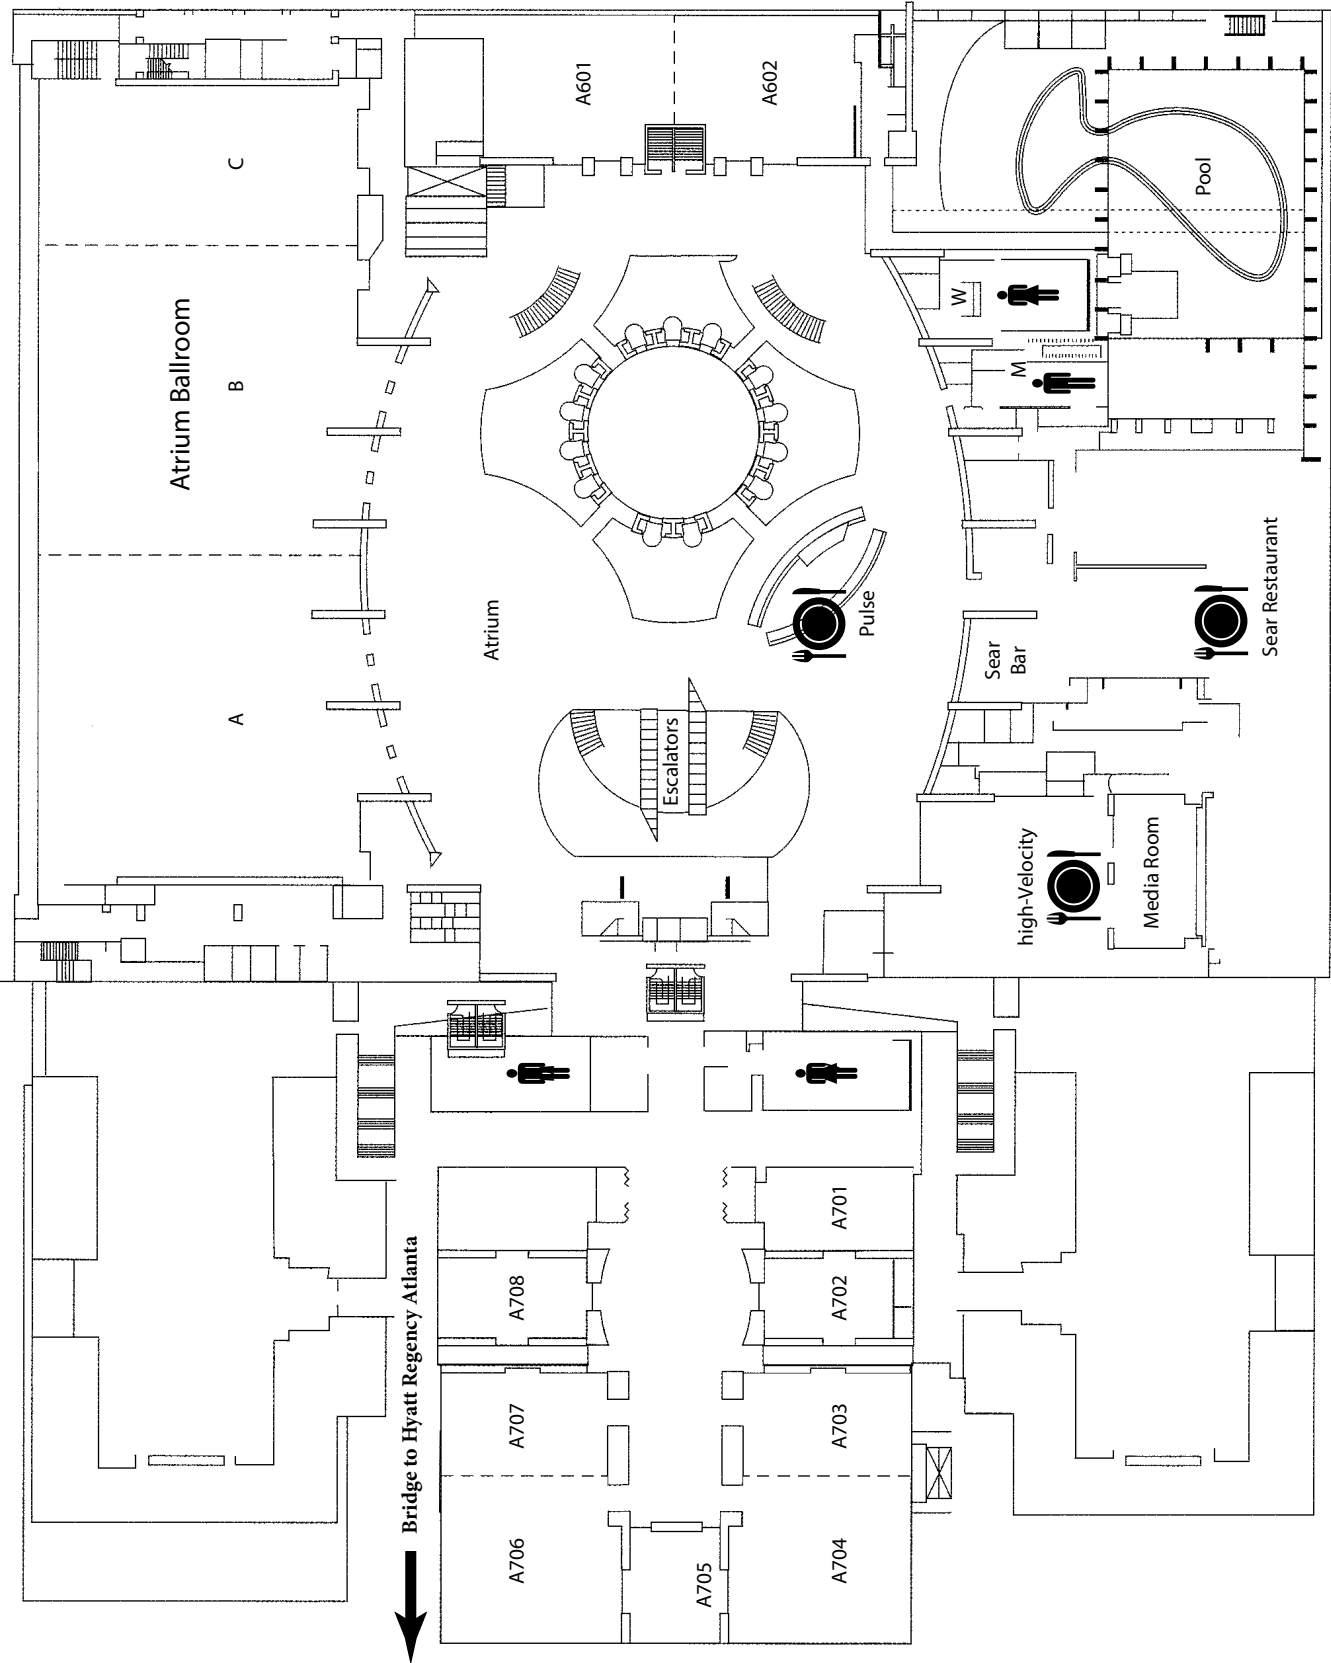 A601
A602
C
Pool
Atrium Ballroom
W
B
M
Atrium
Pulse
Sear Restaurant
Sear
Bar
A
Escalators
high-Velocity
Media Room
A701
Bridge to Hyatt Regency Atlanta
A708
A702
A707
A703
A706
A705
A704